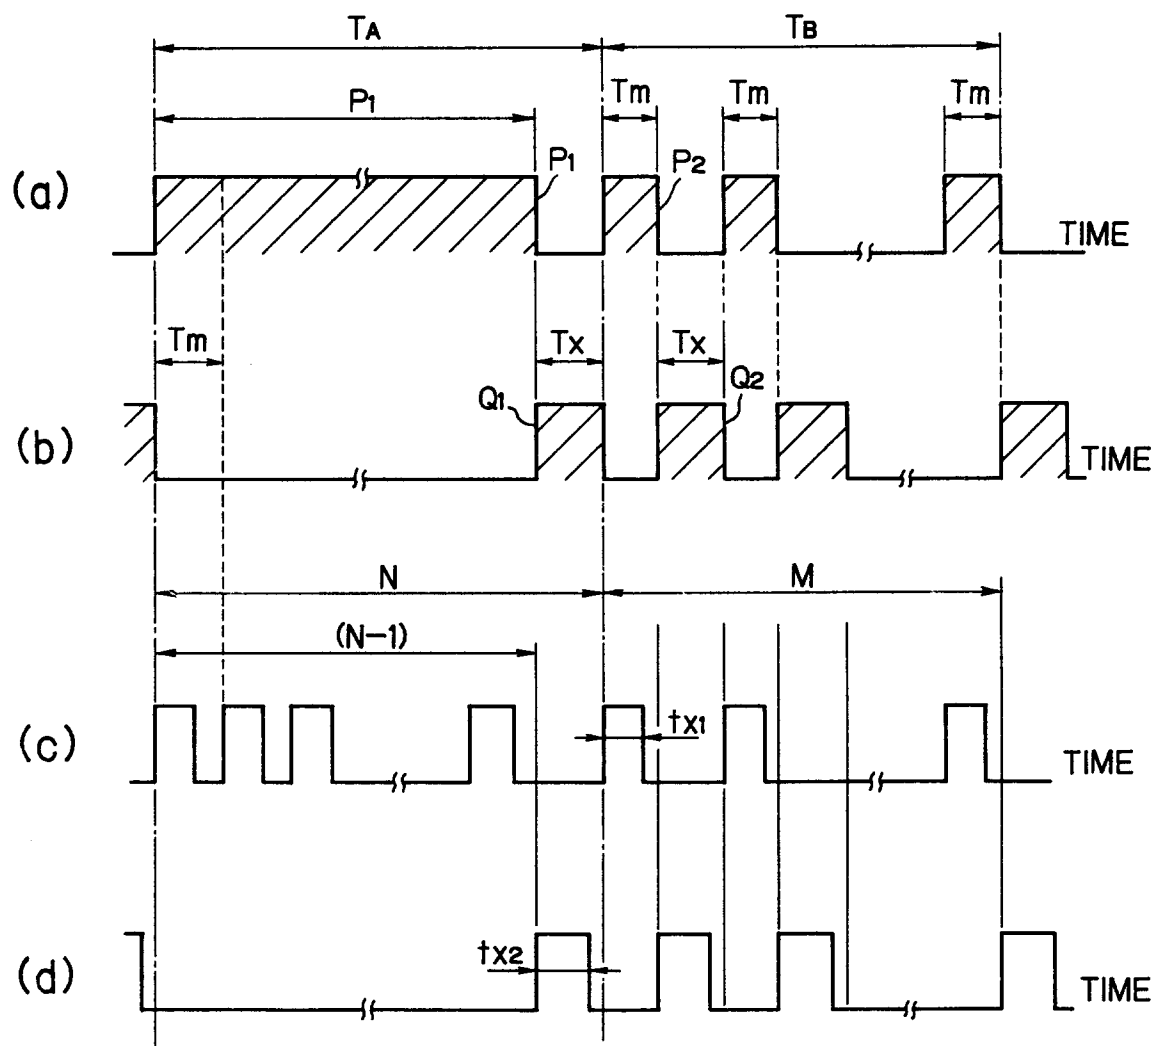 TA TB
P1 Tm Tm Tm
(a) P1 P2 TIME
Tm Tx Tx
(b) Q1 Q2 TIME
N M
(N-1)
(c) tx1 TIME
(d) tx2 TIME